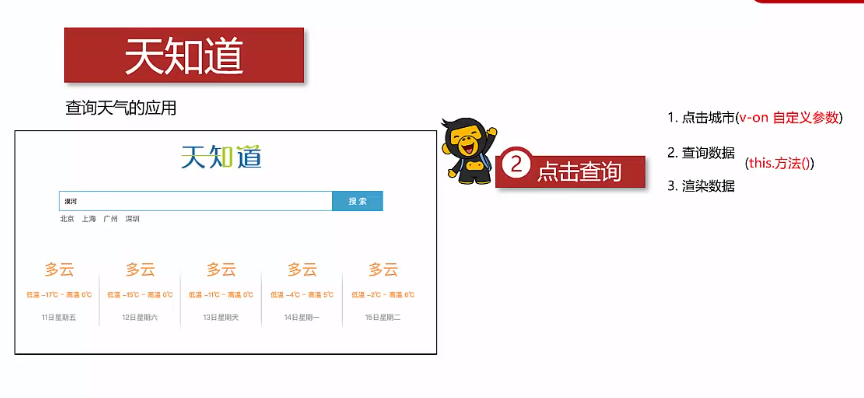 天知道
查询天气的应用
天知道
漠河
搜 索
北京 上海 广州 深圳
多云 多云 多云 多云 多云
低温 -17℃ ~ 高温 0℃ 低温 -15℃ ~ 高温 0℃ 低温 -11℃ ~ 高温 0℃ 低温 -4℃ ~ 高温 5℃ 低温 -2℃ ~ 高温 6℃
11日星期五 12日星期六 13日星期天 14日星期一 15日星期二
2 点击查询
1. 点击城市(v-on 自定义参数)
2. 查询数据 (this.方法())
3. 渲染数据